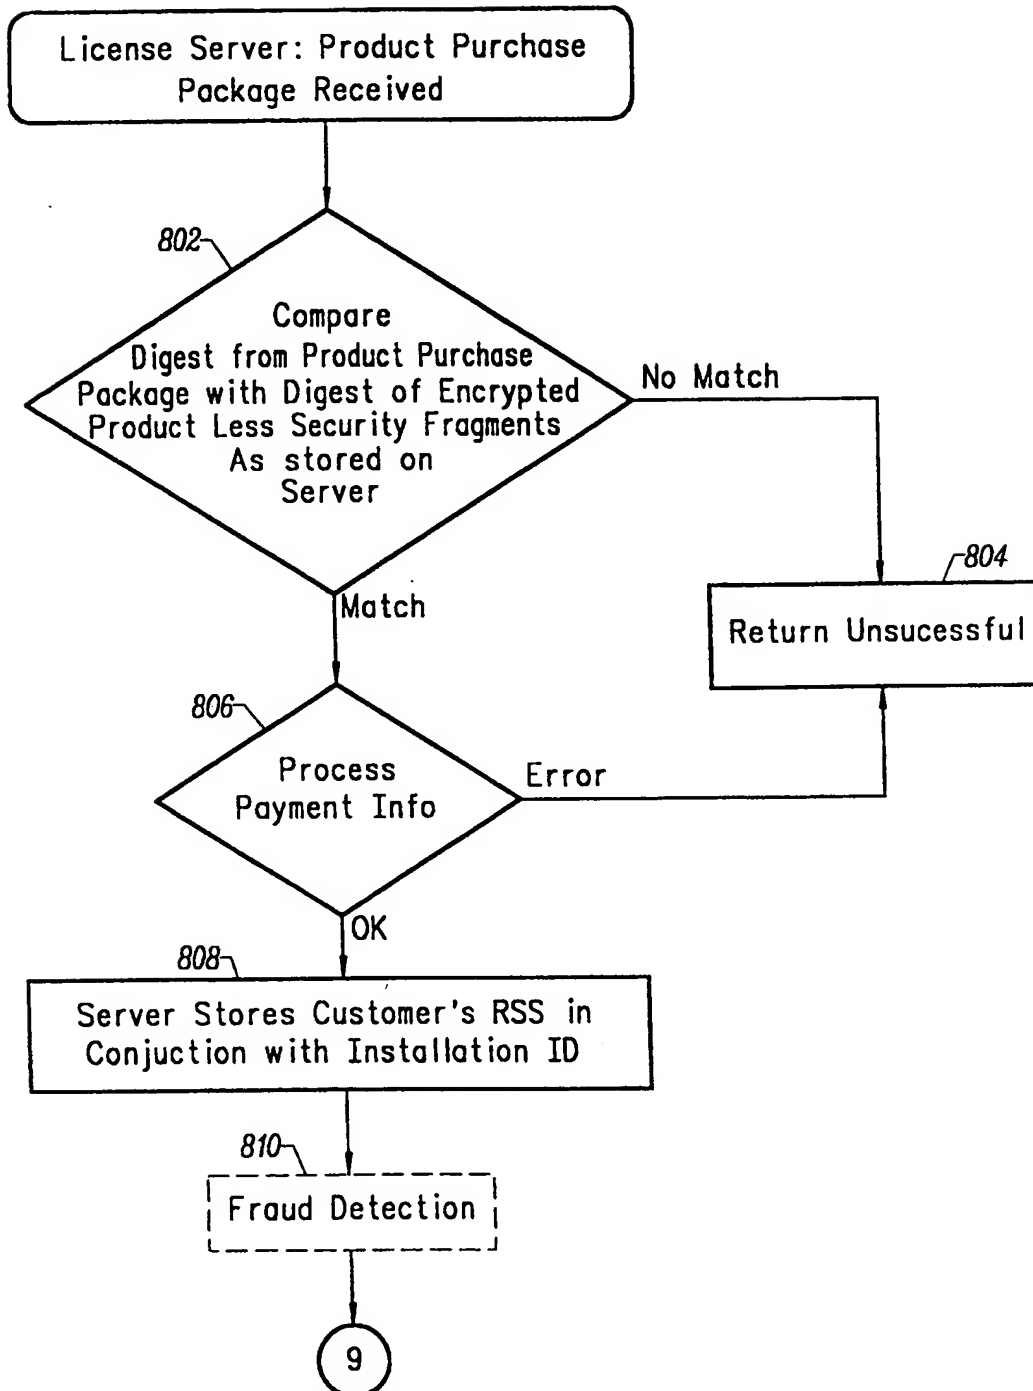 License Server: Product Purchase
Package Received
802
Compare
Digest from Product Purchase
Package with Digest of Encrypted
Product Less Security Fragments
As stored on
Server
No Match
Match
804
Return Unsucessful
806
Process
Payment Info
Error
OK
808
Server Stores Customer's RSS in
Conjuction with Installation ID
810
Fraud Detection
9